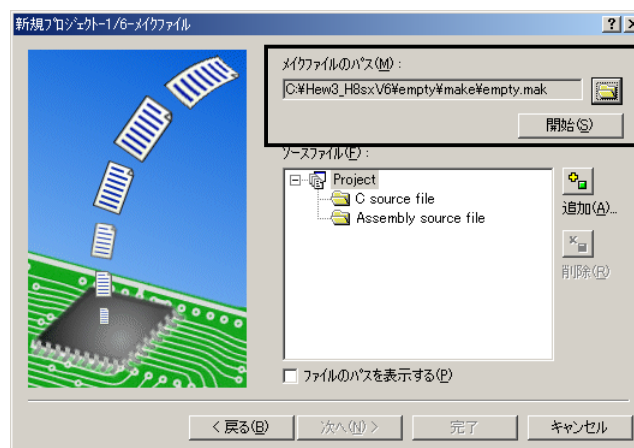 新規プロジェクト-1/6-メイクファイル
メイクファイルのパス(M) :
C:¥Hew3_H8sxV6¥empty¥make¥empty.mak
開始(S)
ソースファイル(F) :
Project
C source file
Assembly source file
追加(A)...
削除(R)
ファイルのパスを表示する(P)
< 戻る(B)
次へ(N) >
完了
キャンセル